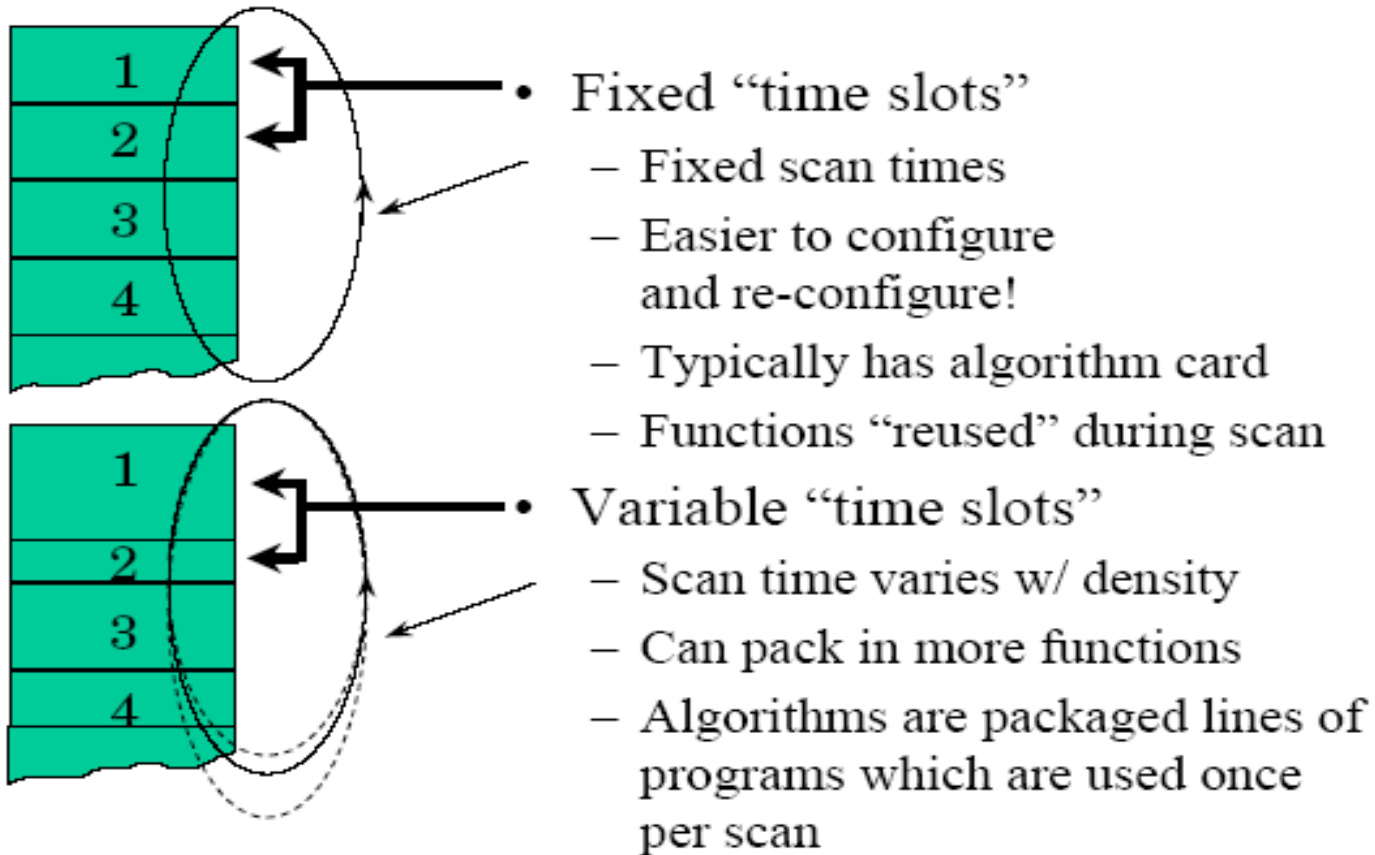 1
2
3
4
• Fixed “time slots”
– Fixed scan times
– Easier to configure
and re-configure!
– Typically has algorithm card
– Functions “reused” during scan
1
2
3
4
• Variable “time slots”
– Scan time varies w/ density
– Can pack in more functions
– Algorithms are packaged lines of
programs which are used once
per scan